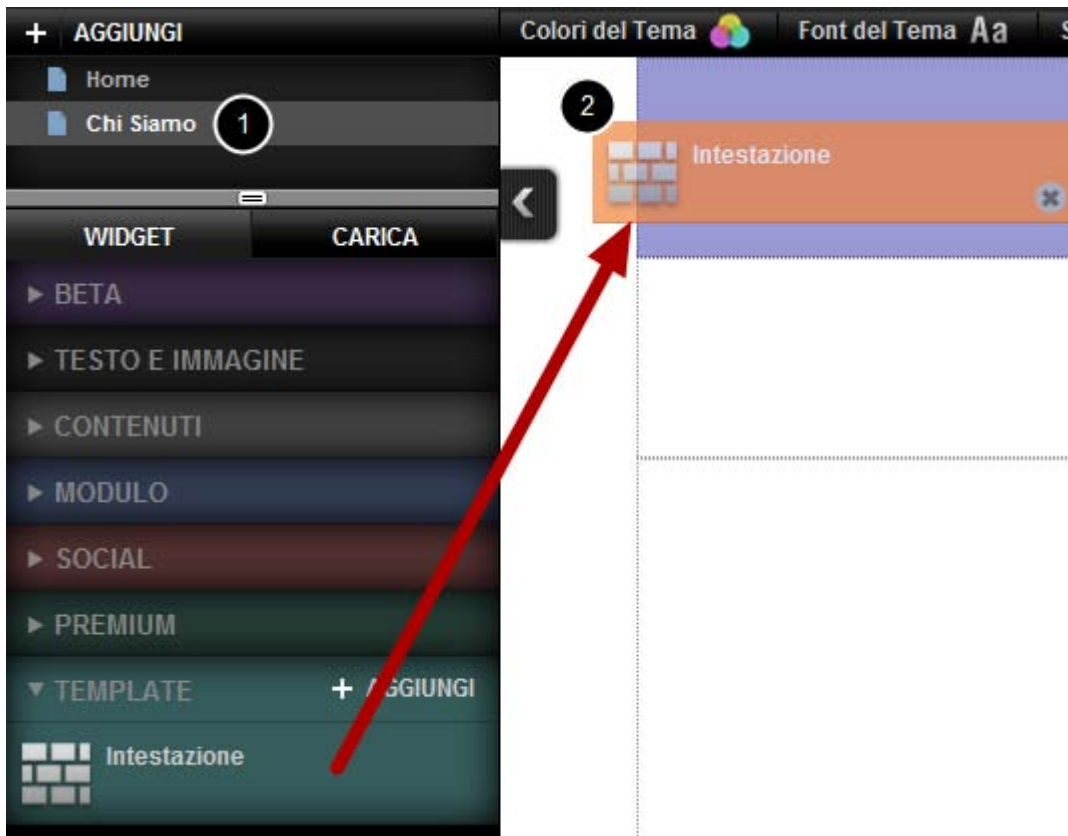 + AGGIUNGI
Home
Chi Siamo 1
WIDGET CARICA
BETA
TESTO E IMMAGINE
CONTENUTI
MODULO
SOCIAL
PREMIUM
TEMPLATE + AGGIUNGI
Intestazione
Colori del Tema Font del Tema Aa
2
Intestazione